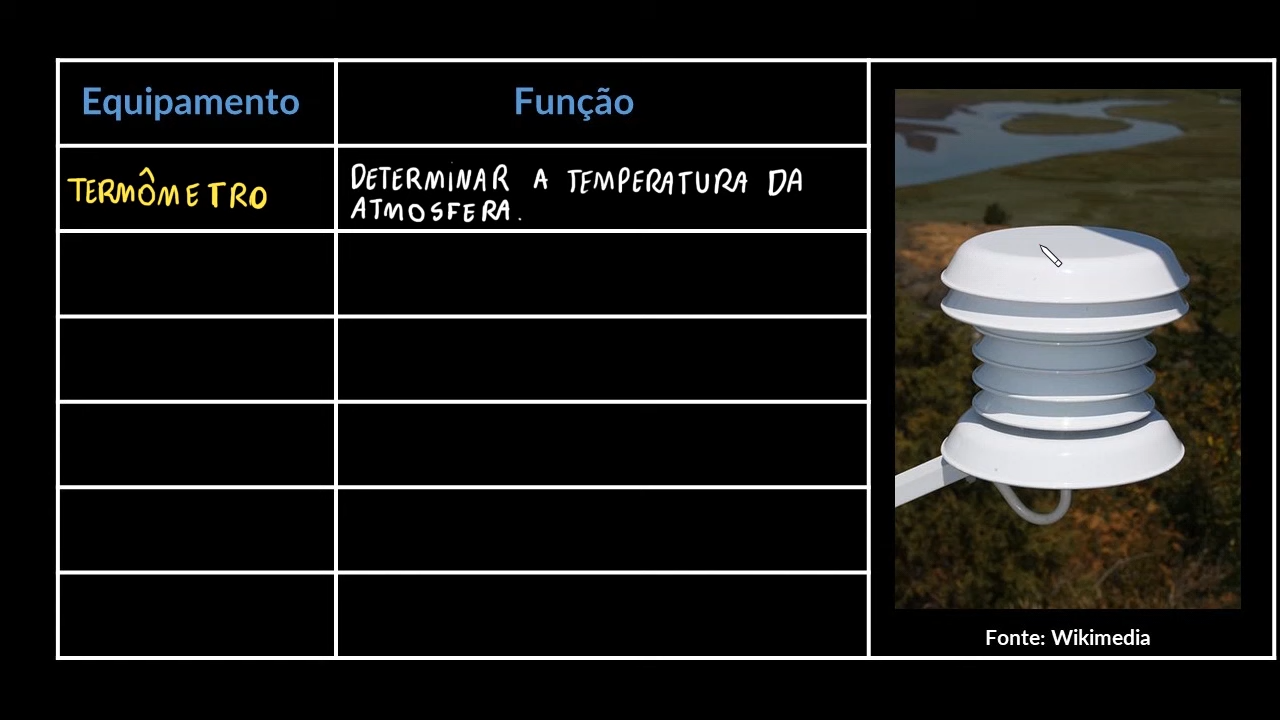 Equipamento
Função
TERMÔMETRO
DETERMINAR A TEMPERATURA DA
ATMOSFERA.
Fonte: Wikimedia